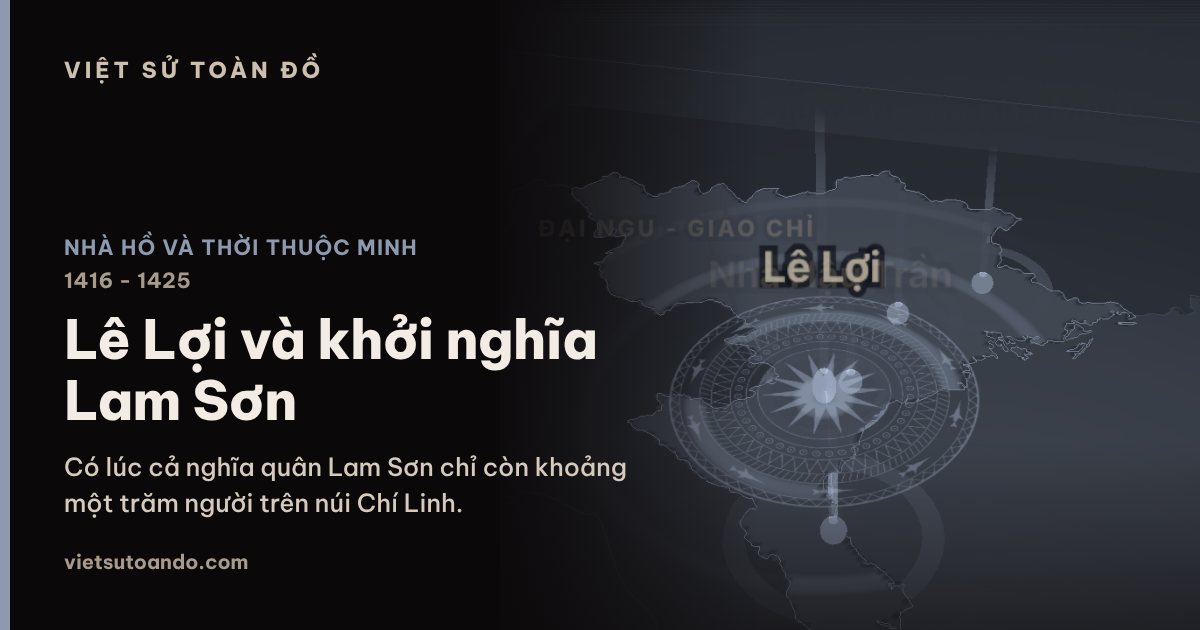 VIỆT SỬ TOÀN ĐỒ
NHÀ HỒ VÀ THỜI THUỘC MINH
1416 - 1425
Lê Lợi và khởi nghĩa
Lam Sơn
Có lúc cả nghĩa quân Lam Sơn chỉ còn khoảng
một trăm người trên núi Chí Linh.
vietsutoando.com
ĐẠI NGU - GIAO CHỈ
Lê Lợi